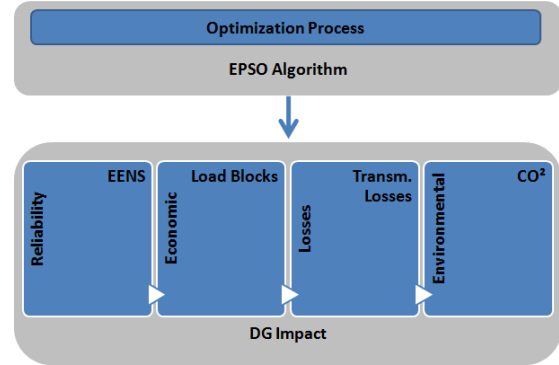 Optimization Process
EPSO Algorithm
Reliability
EENS
Economic
Load Blocks
Losses
Transm.
Losses
Environmental
CO²
DG Impact